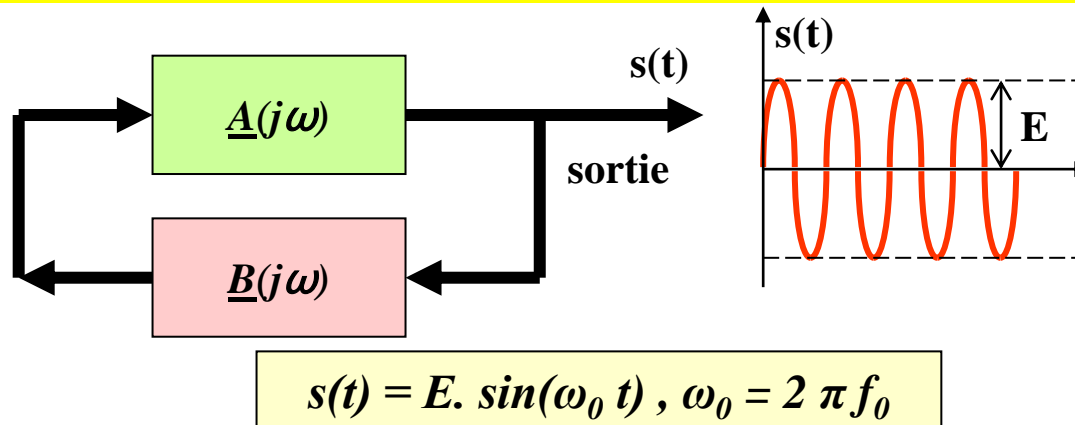 s(t)
A(jω)
s(t)
E
sortie
B(jω)
s(t) = E. sin(ω₀ t) , ω₀ = 2 π f₀